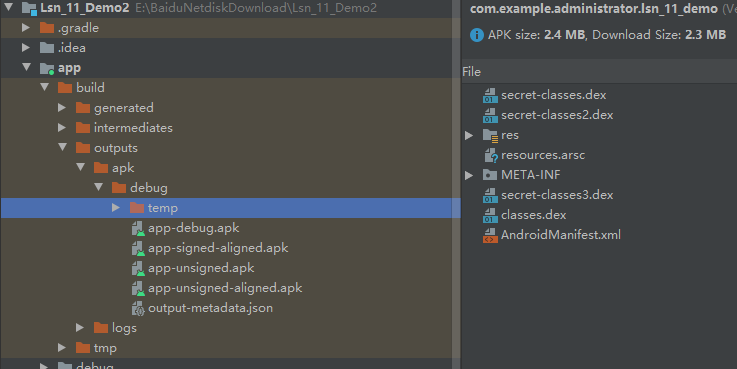 Lsn_11_Demo2 E:\BaiduNetdiskDownload\Lsn_11_Demo2
.gradle
.idea
app
build
generated
intermediates
outputs
apk
debug
temp
app-debug.apk
app-signed-aligned.apk
app-unsigned.apk
app-unsigned-aligned.apk
output-metadata.json
logs
tmp
debug
com.example.administrator.lsn_11_demo
APK size: 2.4 MB, Download Size: 2.3 MB
File
secret-classes.dex
secret-classes2.dex
res
resources.arsc
META-INF
secret-classes3.dex
classes.dex
AndroidManifest.xml